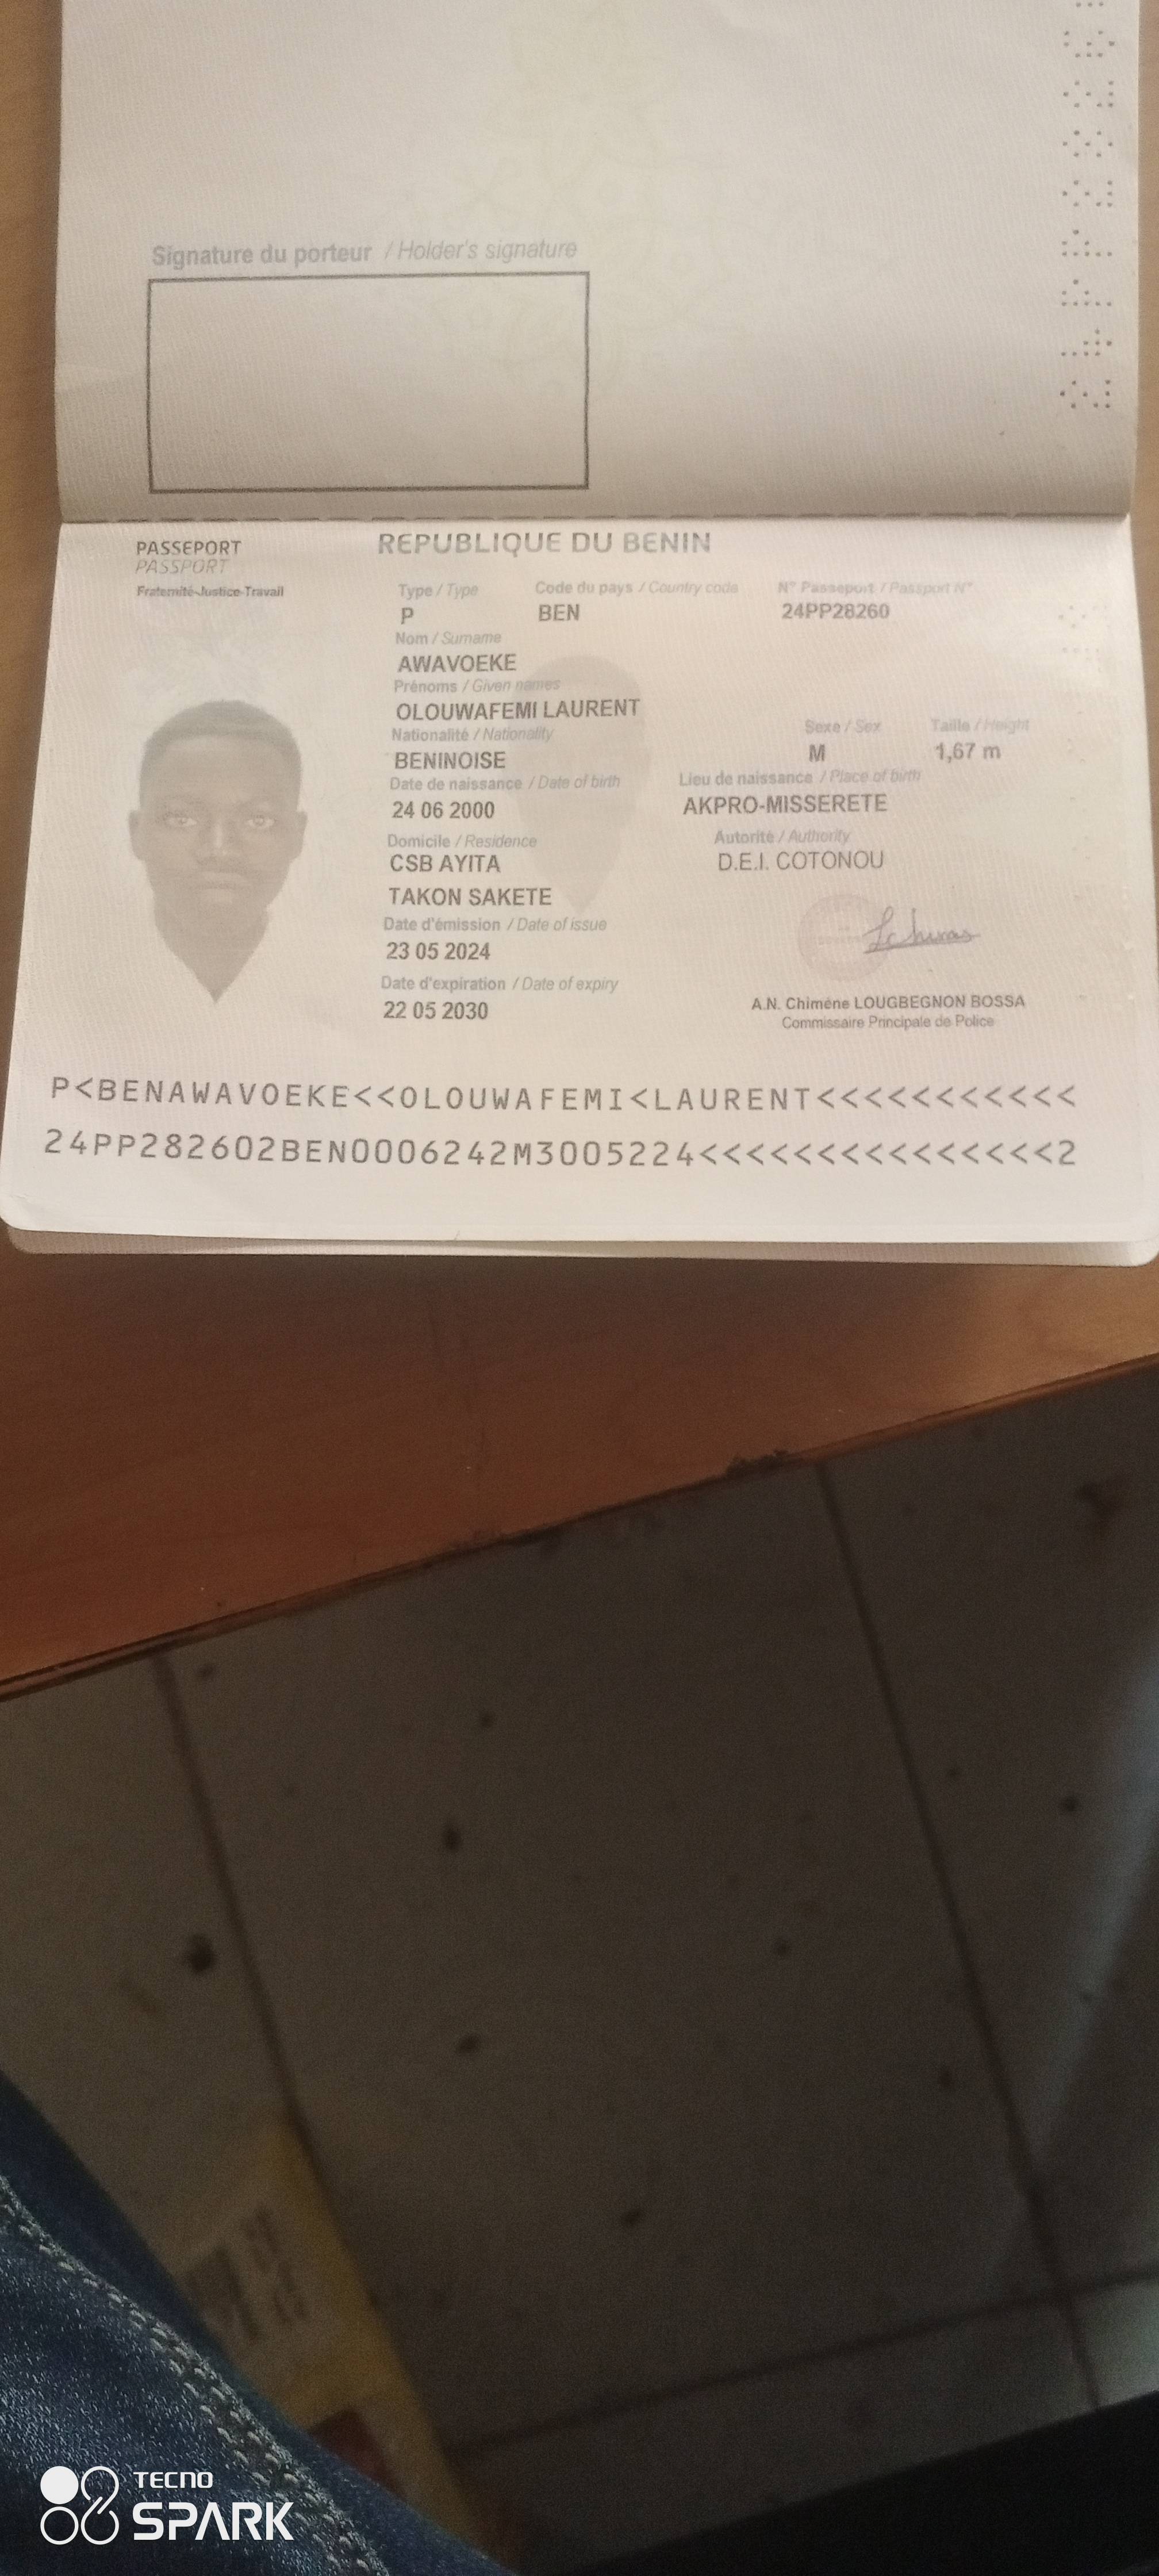 Signature du porteur / Holder's signature
PASSEPORT
PASSPORT
Fraternité-Justice-Travail
REPUBLIQUE DU BENIN
Type / Type
Code du pays / Country code
N° Passeport / Passport N°
P
BEN
24PP28260
Nom / Surname
AWAVOEKE
Prénoms / Given names
OLOUWAFEMI LAURENT
Nationalité / Nationality
Sexe / Sex
Taille / Height
BENINOISE
M
1,67 m
Date de naissance / Date of birth
Lieu de naissance / Place of birth
24 06 2000
AKPRO-MISSERETE
Domicile / Residence
Autorité / Authority
CSB AYITA
D.E.I. COTONOU
TAKON SAKETE
Date d'émission / Date of issue
23 05 2024
Date d'expiration / Date of expiry
22 05 2030
A.N. Chimène LOUGBEGNON BOSSA
Commissaire Principale de Police
P<BENAWAVOEKE<<OLOUWAFEMI<LAURENT<<<<<<<<<<<
24PP282602BEN0006242M3005224<<<<<<<<<<<<<<<2
TECNO
SPARK